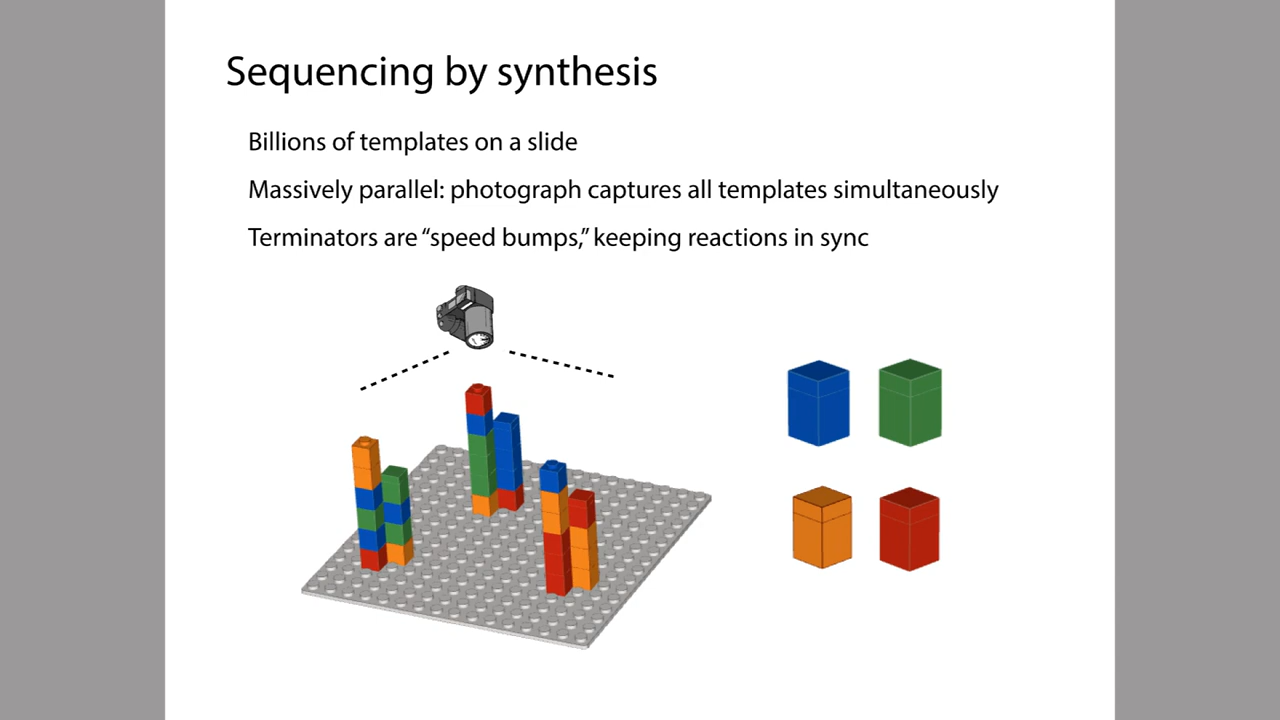 Sequencing by synthesis
Billions of templates on a slide
Massively parallel: photograph captures all templates simultaneously
Terminators are “speed bumps,” keeping reactions in sync